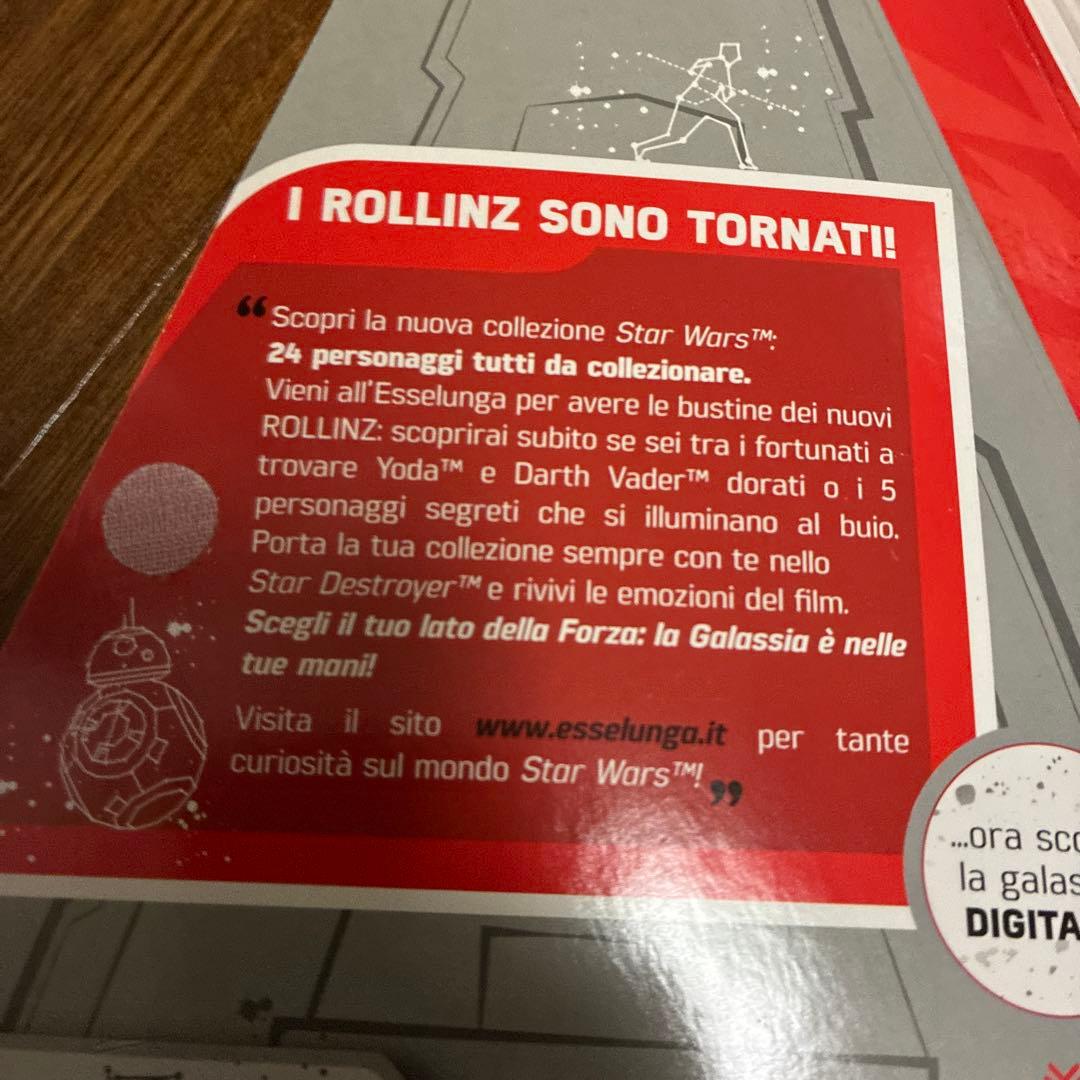 I ROLLINZ SONO TORNATI!
“Scopri la nuova collezione Star Wars™:
24 personaggi tutti da collezionare.
Vieni all'Esselunga per avere le bustine dei nuovi
ROLLINZ: scoprirai subito se sei tra i fortunati a
trovare Yoda™ e Darth Vader™ dorati o i 5
personaggi segreti che si illuminano al buio.
Porta la tua collezione sempre con te nello
Star Destroyer™ e rivivi le emozioni del film.
Scegli il tuo lato della Forza: la Galassia è nelle
tue mani!
Visita il sito www.esselunga.it per tante
curiosità sul mondo Star Wars™!”
...ora
la